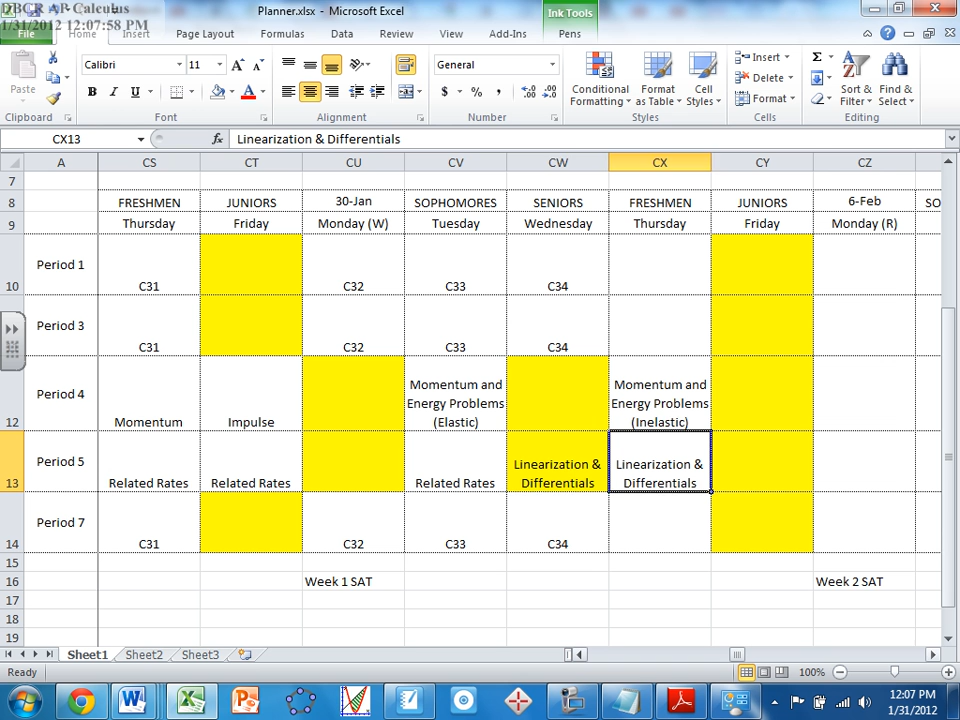 DBCR AP Calculus
1/31/2012 12:07:58 PM
Planner.xlsx - Microsoft Excel
Ink Tools
File Home Insert Page Layout Formulas Data Review View Add-Ins Pens
Paste
Calibri 11
General
Conditional Formatting
Format as Table
Cell Styles
Insert
Delete
Format
Sort & Filter
Find & Select
Clipboard Font Alignment Number Styles Cells Editing
CX13 fx Linearization & Differentials
A CS CT CU CV CW CX CY CZ
7
8 FRESHMEN JUNIORS 30-Jan SOPHOMORES SENIORS FRESHMEN JUNIORS 6-Feb SO
9 Thursday Friday Monday (W) Tuesday Wednesday Thursday Friday Monday (R)
Period 1
10 C31 C32 C33 C34
Period 3
11 C31 C32 C33 C34
Period 4
Momentum and Energy Problems (Elastic)
Momentum and Energy Problems (Inelastic)
12 Momentum Impulse
Period 5
Linearization & Differentials
Linearization & Differentials
13 Related Rates Related Rates Related Rates
Period 7
14 C31 C32 C33 C34
15
16 Week 1 SAT Week 2 SAT
17
18
19
Sheet1 Sheet2 Sheet3
Ready 100%
12:07 PM
1/31/2012